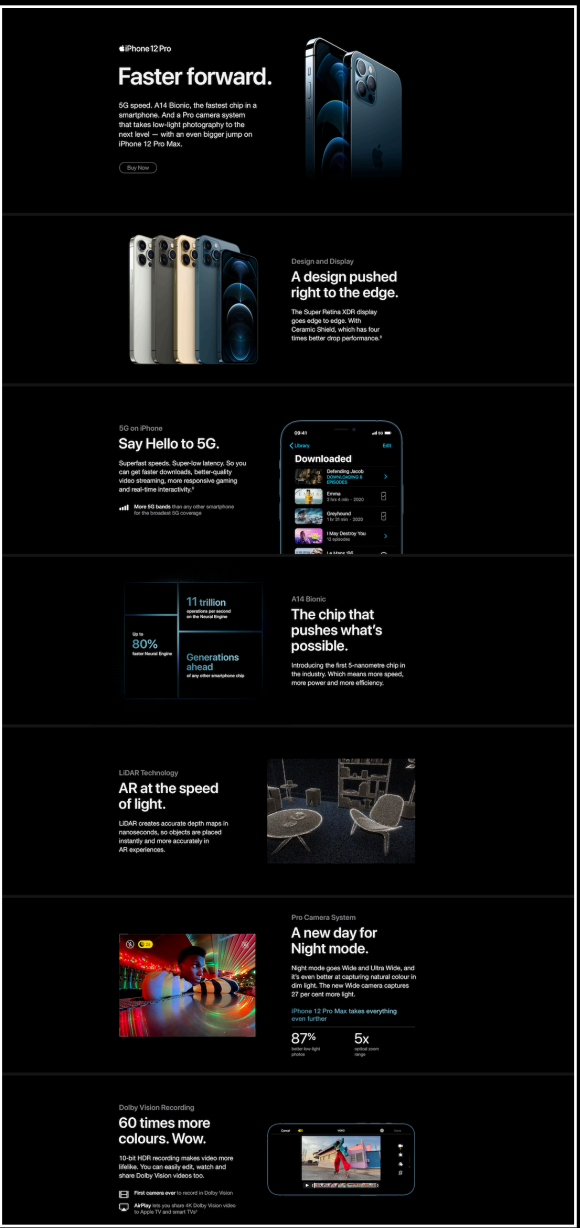 iPhone 12 Pro
Faster forward.
5G speed. A14 Bionic, the fastest chip in a
smartphone. And a Pro camera system
that takes low-light photography to the
next level — with an even bigger jump on
iPhone 12 Pro Max.
Buy Now
Design and Display
A design pushed
right to the edge.
The Super Retina XDR display
goes edge to edge. With
Ceramic Shield, which has four
times better drop performance.
5G on iPhone
Say Hello to 5G.
Superfast speeds. Super-low latency. So you
can get faster downloads, better-quality
video streaming, more responsive gaming
and real-time interactivity.
More 5G bands than any other smartphone
for the broadest 5G coverage
09:41
Library
Edit
Downloaded
Defending Jacob
DOWNLOADING 8
EPISODES
Emma
2 hrs 4 min · 2020
Greyhound
1 hr 31 min · 2020
I May Destroy You
12 episodes
11 trillion
operations per second
on the Neural Engine
Up to
80%
faster Neural Engine
Generations
ahead
of any other smartphone chip
A14 Bionic
The chip that
pushes what's
possible.
Introducing the first 5-nanometre chip in
the industry. Which means more speed,
more power and more efficiency.
LiDAR Technology
AR at the speed
of light.
LiDAR creates accurate depth maps in
nanoseconds, so objects are placed
instantly and more accurately in
AR experiences.
Pro Camera System
A new day for
Night mode.
Night mode goes Wide and Ultra Wide, and
it's even better at capturing natural colour in
dim light. The new Wide camera captures
27 per cent more light.
iPhone 12 Pro Max takes everything
even further
87%
better low-light
photos
5x
optical zoom
range
Dolby Vision Recording
60 times more
colours. Wow.
10-bit HDR recording makes video more
lifelike. You can easily edit, watch and
share Dolby Vision videos too.
First camera ever to record in Dolby Vision
AirPlay lets you share 4K Dolby Vision video
to Apple TV and smart TVs
Cancel
VIDEO
Done